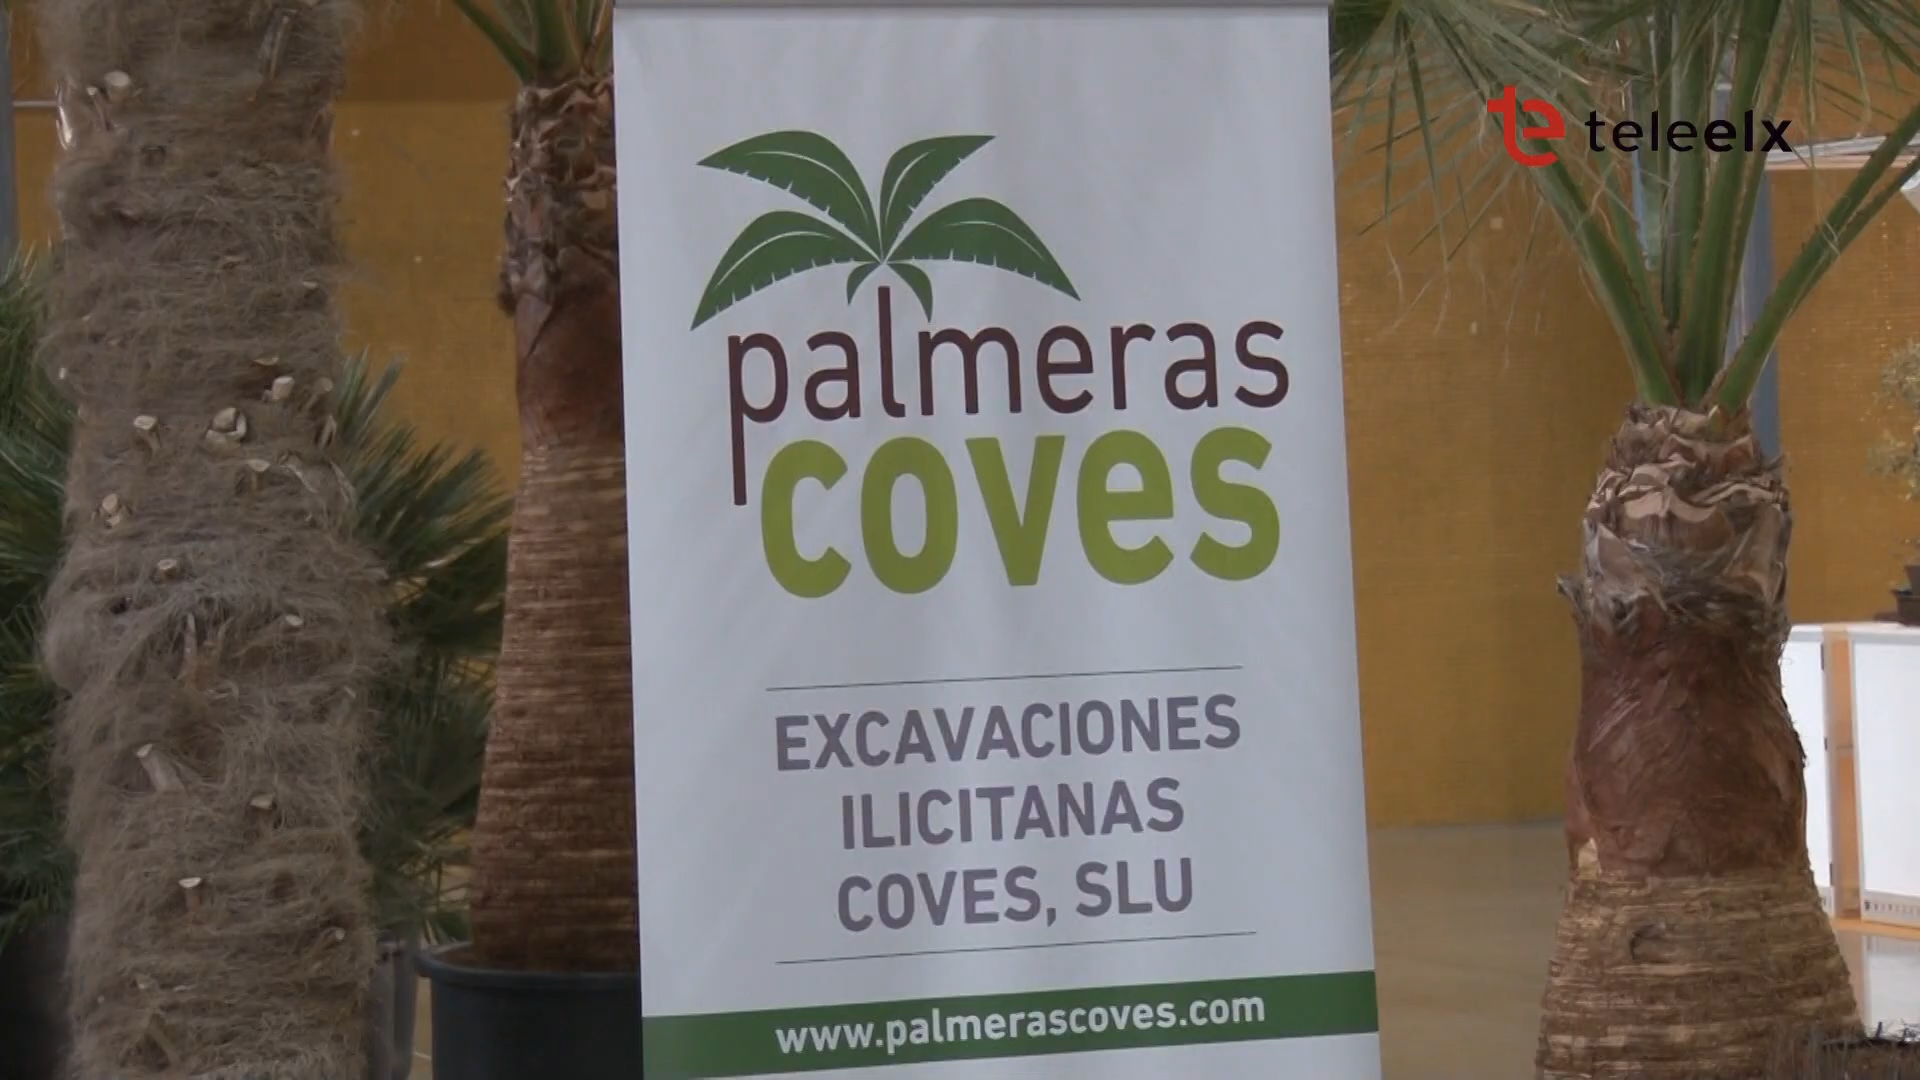 teleelx
palmeras
coves
EXCAVACIONES
ILICITANAS
COVES, SLU
www.palmerascoves.com